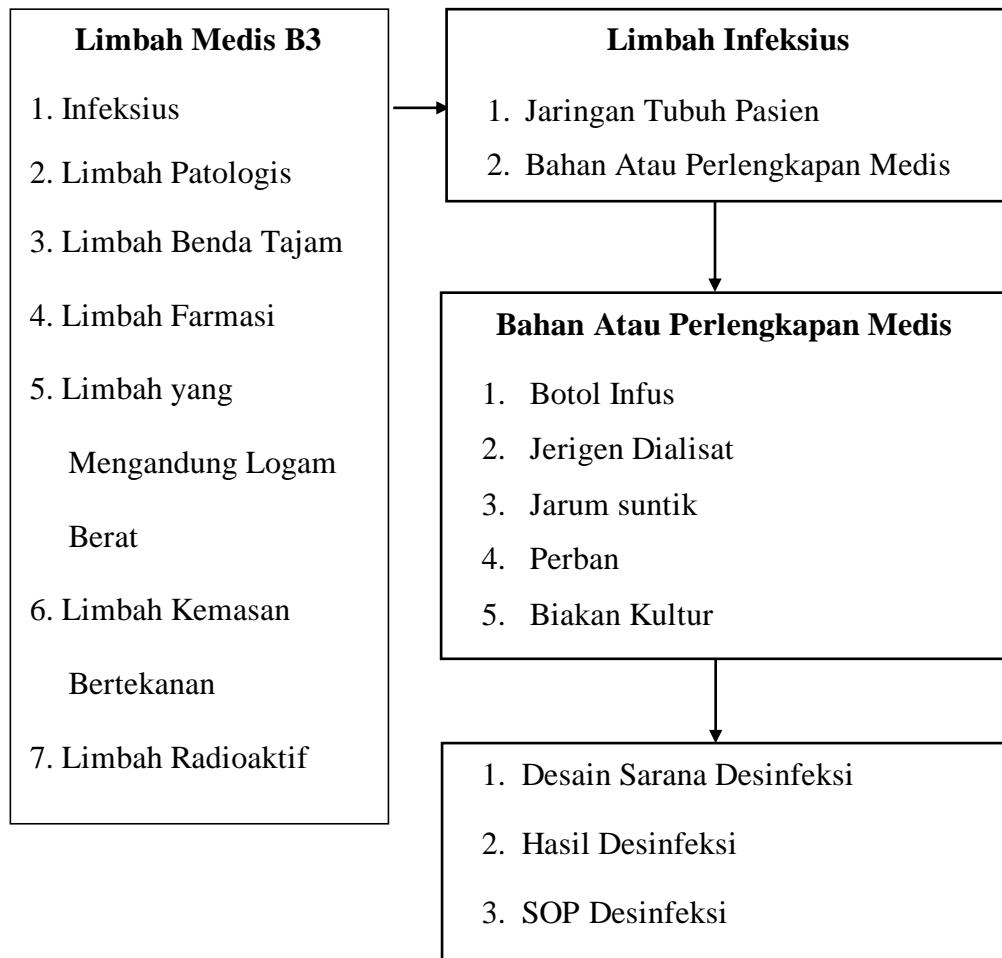 Limbah Medis B3
1. Infeksius
2. Limbah Patologis
3. Limbah Benda Tajam
4. Limbah Farmasi
5. Limbah yang
Mengandung Logam
Berat
6. Limbah Kemasan
Bertekanan
7. Limbah Radioaktif
Limbah Infeksius
1. Jaringan Tubuh Pasien
2. Bahan Atau Perlengkapan Medis
Bahan Atau Perlengkapan Medis
1. Botol Infus
2. Jerigen Dialisat
3. Jarum suntik
4. Perban
5. Biakan Kultur
1. Desain Sarana Desinfeksi
2. Hasil Desinfeksi
3. SOP Desinfeksi